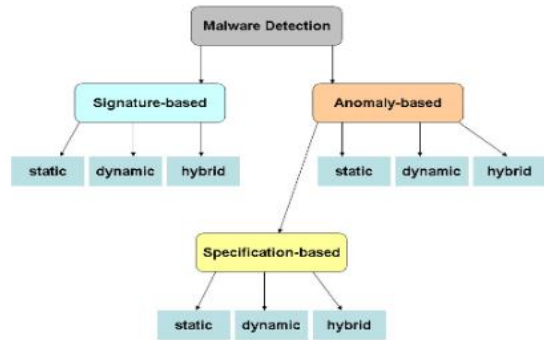 Malware Detection
Signature-based
Anomaly-based
static
dynamic
hybrid
static
dynamic
hybrid
Specification-based
static
dynamic
hybrid